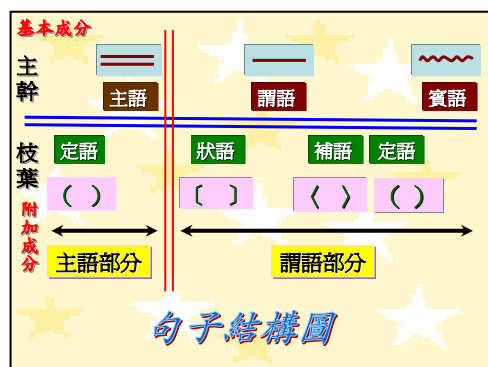 基本成分
主幹
主語 謂語 賓語
枝葉
定語 狀語 補語 定語
( ) 〔 〕 〈 〉 ( )
附加成分
主語部分 謂語部分
句子結構圖